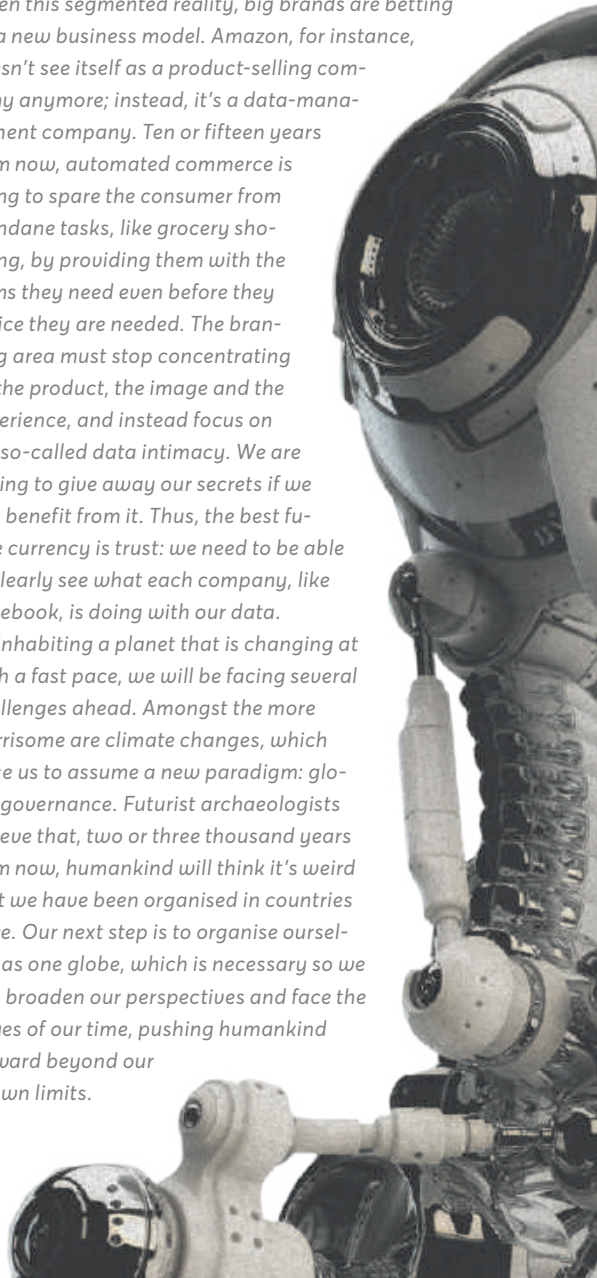 en this segmented reality, big brands are betting
a new business model. Amazon, for instance,
sn't see itself as a product-selling com-
ny anymore; instead, it's a data-mana-
ment company. Ten or fifteen years
m now, automated commerce is
ng to spare the consumer from
ndane tasks, like grocery sho-
ng, by providing them with the
ms they need even before they
ice they are needed. The bran-
g area must stop concentrating
the product, the image and the
erience, and instead focus on
so-called data intimacy. We are
ing to give away our secrets if we
benefit from it. Thus, the best fu-
e currency is trust: we need to be able
learly see what each company, like
ebook, is doing with our data.
inhabiting a planet that is changing at
h a fast pace, we will be facing several
llenges ahead. Amongst the more
rrisome are climate changes, which
ce us to assume a new paradigm: glo-
governance. Futurist archaeologists
eve that, two or three thousand years
m now, humankind will think it's weird
t we have been organised in countries
e. Our next step is to organise oursel-
as one globe, which is necessary so we
broaden our perspectives and face the
ges of our time, pushing humankind
ward beyond our
wn limits.